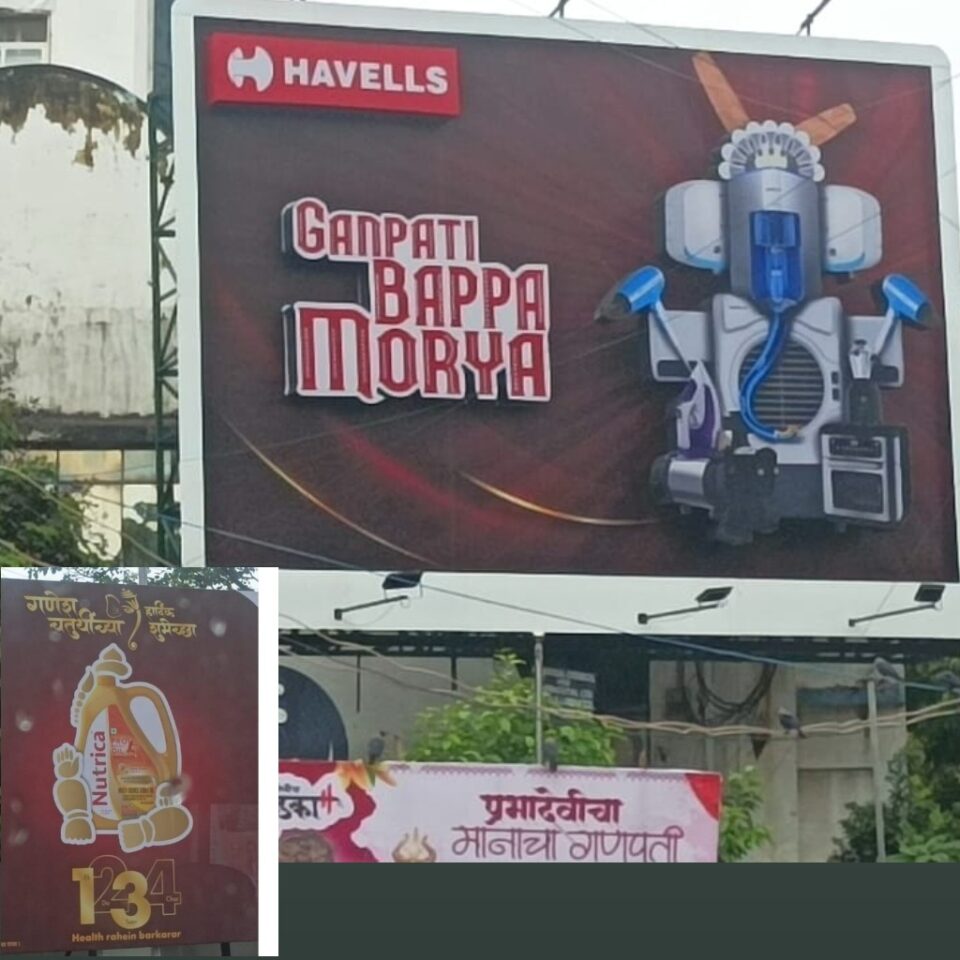 HAVELLS
GANPATI
BAPPA
MORYA
गणेश
चतुर्थीच्या
हार्दिक
शुभेच्छा
Nutrica
1234
Health rahein barkarar
प्रभादेवीचा
मानाचा गणपती